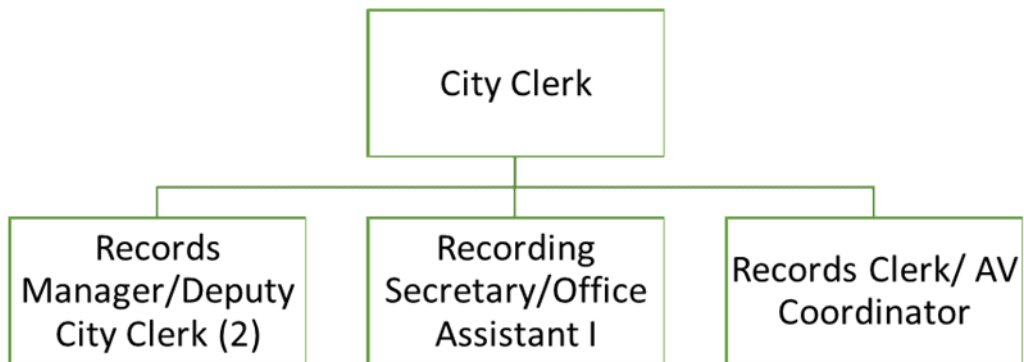 City Clerk
Records
Manager/Deputy
City Clerk (2)
Recording
Secretary/Office
Assistant I
Records Clerk/ AV
Coordinator